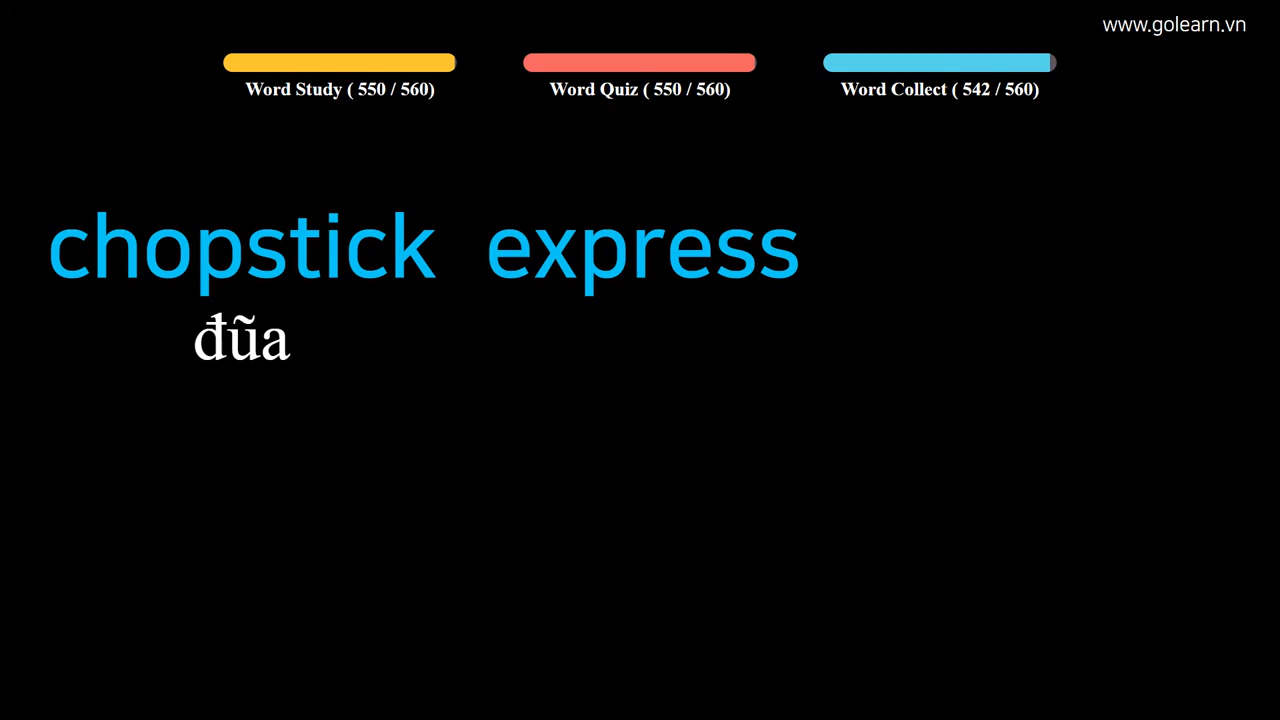 www.golearn.vn
Word Study ( 550 / 560)
Word Quiz ( 550 / 560)
Word Collect ( 542 / 560)
chopstick express
đũa